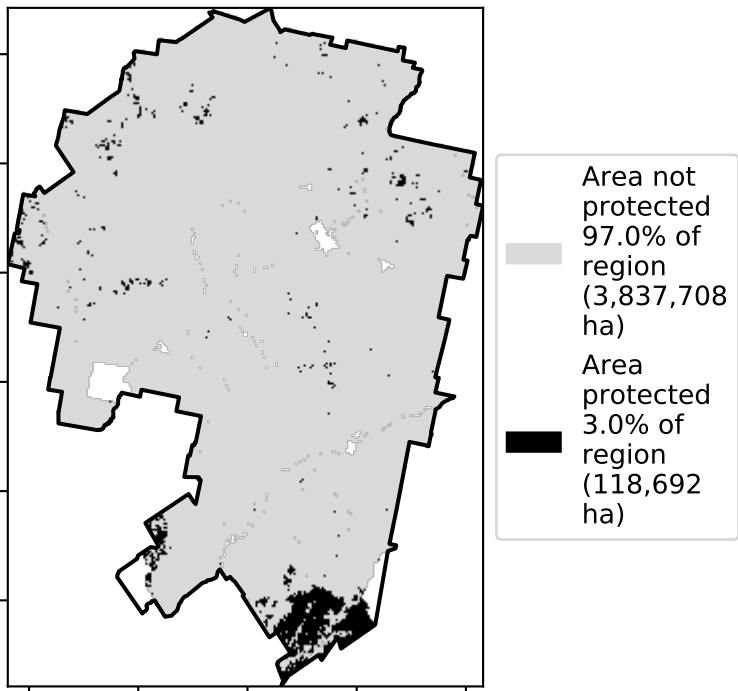 Area not
protected
97.0% of
region
(3,837,708
ha)
Area
protected
3.0% of
region
(118,692
ha)